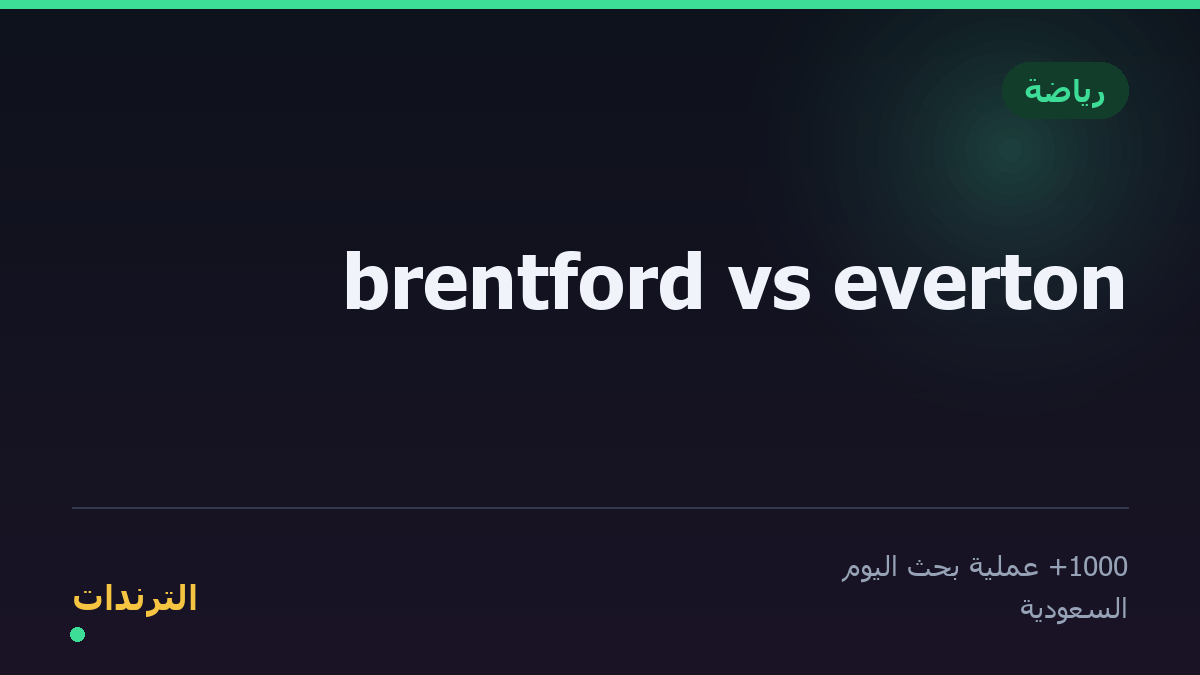 رياضة
brentford vs everton
1000+ عملية بحث اليوم
السعودية
الترندات